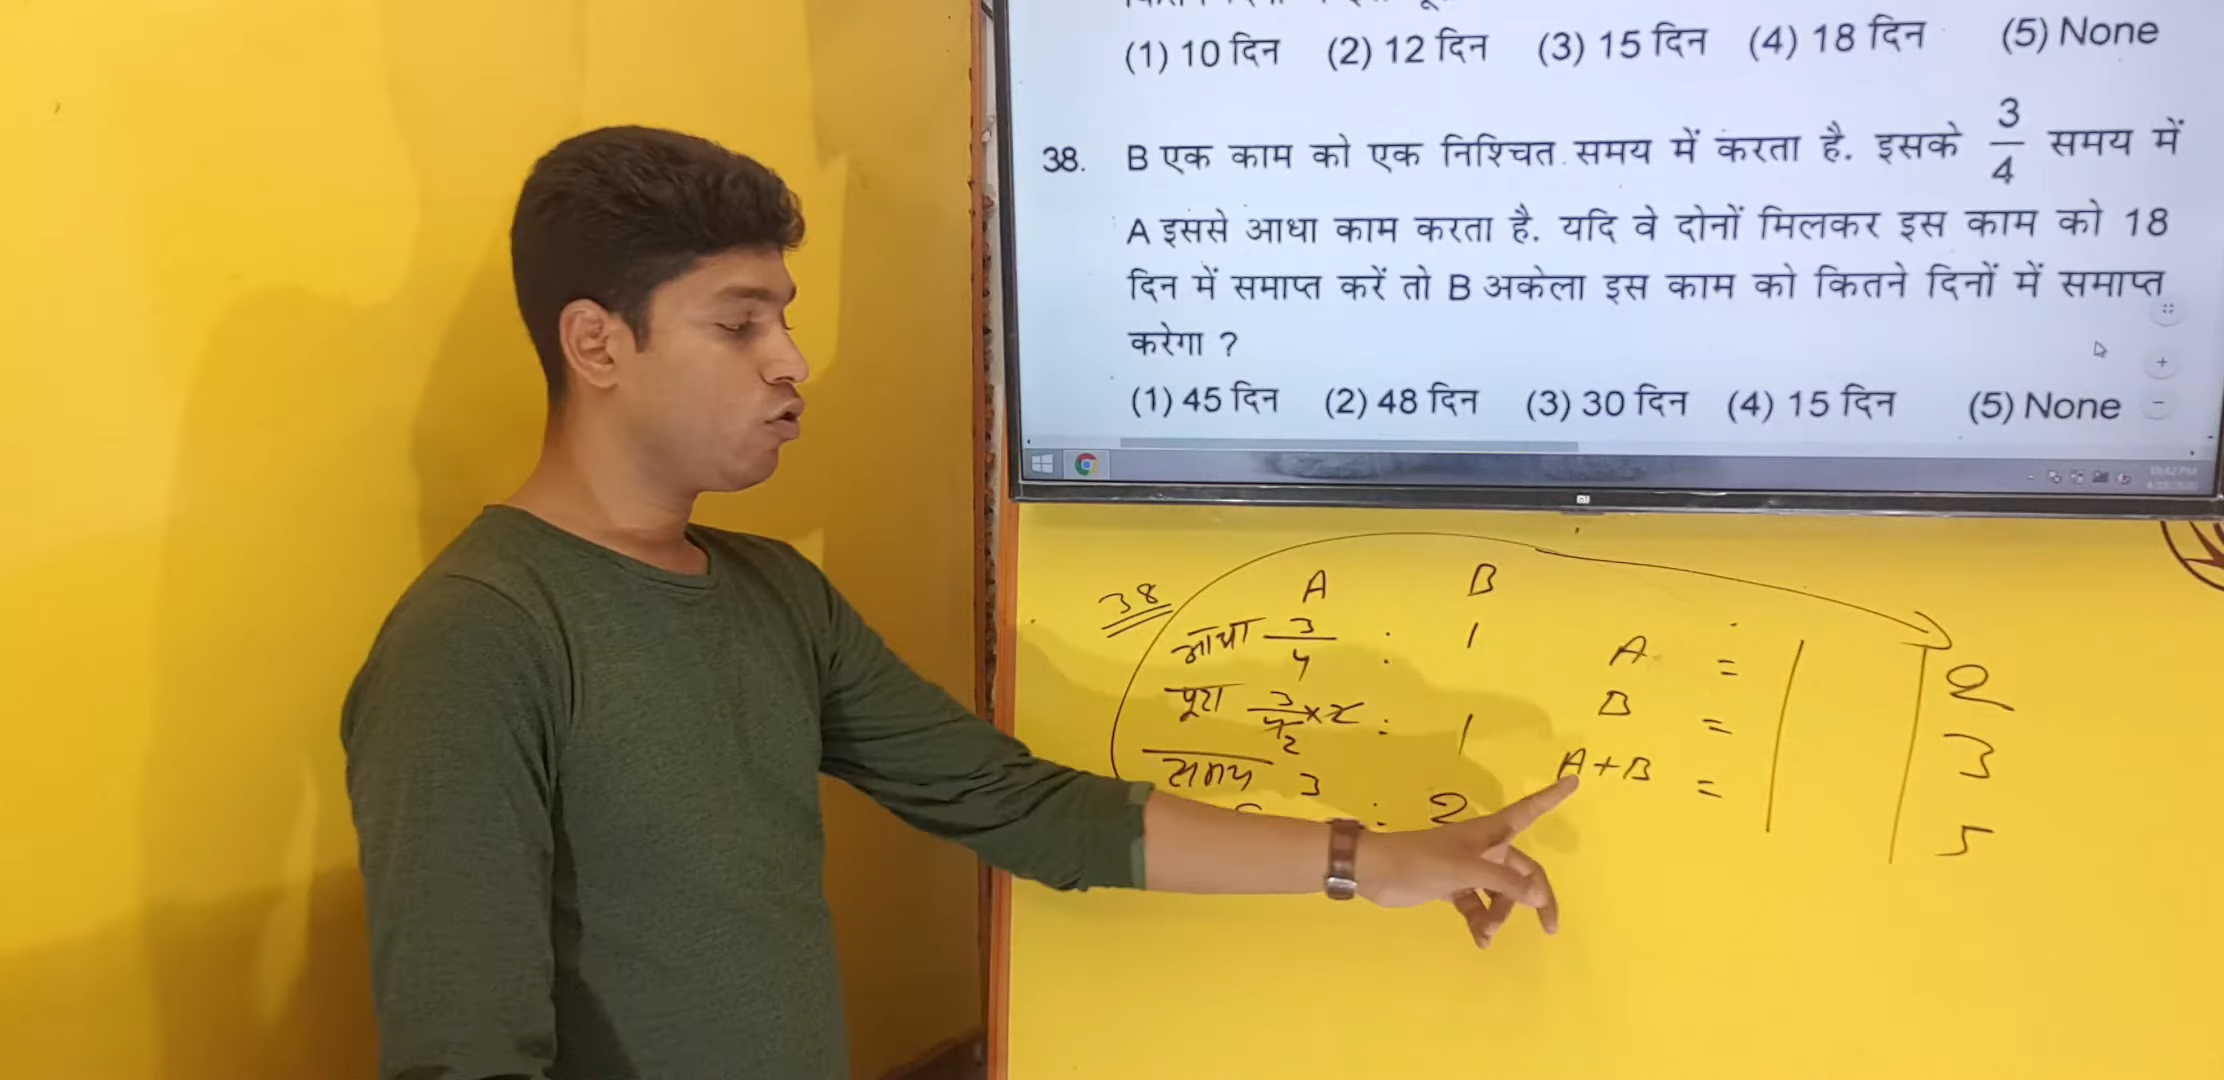 (1) 10 दिन (2) 12 दिन (3) 15 दिन (4) 18 दिन (5) None
38. B एक काम को एक निश्चित समय में करता है. इसके 3/4 समय में
A इससे आधा काम करता है. यदि वे दोनों मिलकर इस काम को 18
दिन में समाप्त करें तो B अकेला इस काम को कितने दिनों में समाप्त
करेगा ?
(1) 45 दिन (2) 48 दिन (3) 30 दिन (4) 15 दिन (5) None
38
A B
आधा 3/4 : 1
पूरा 3/4 × 2 : 1
2
समय 3 : 2
A = 2
B = 3
A+B = 5